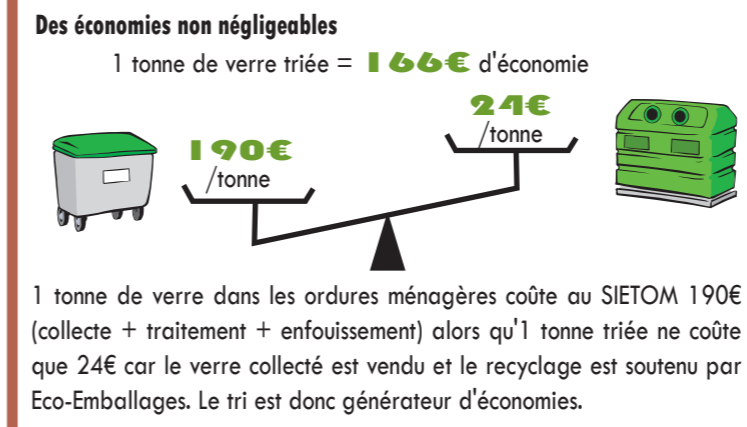 Des économies non négligeables
1 tonne de verre triée = 166€ d'économie
24€
/tonne
190€
/tonne
1 tonne de verre dans les ordures ménagères coûte au SIETOM 190€
(collecte + traitement + enfouissement) alors qu'1 tonne triée ne coûte
que 24€ car le verre collecté est vendu et le recyclage est soutenu par
Eco-Emballages. Le tri est donc générateur d'économies.